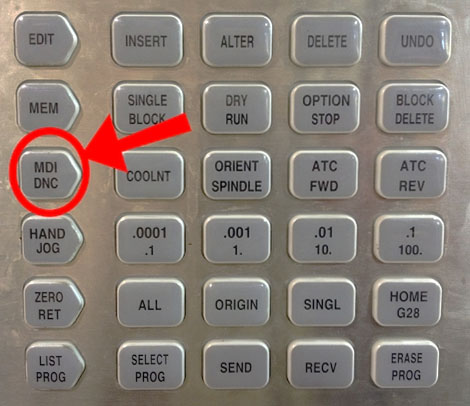 EDIT INSERT ALTER DELETE UNDO
MEM SINGLE BLOCK DRY RUN OPTION STOP BLOCK DELETE
MDI DNC COOLNT ORIENT SPINDLE ATC FWD ATC REV
HAND JOG .0001 .1 .001 1. .01 10. .1 100.
ZERO RET ALL ORIGIN SINGL HOME G28
LIST PROG SELECT PROG SEND RECV ERASE PROG